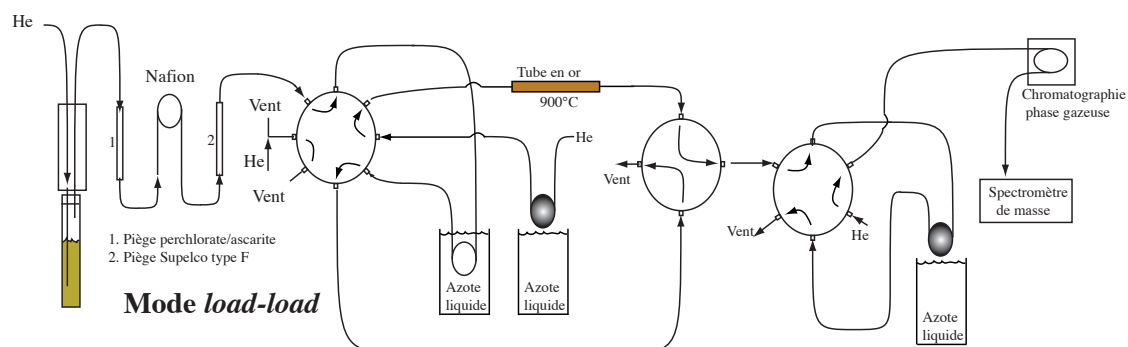 He
Nafion
1
2
Vent
He
Vent
Tube en or
900°C
He
Vent
Vent
He
Chromatographie
phase gazeuse
Spectromètre
de masse
1. Piège perchlorate/ascarite
2. Piège Supelco type F
Mode load-load
Azote
liquide
Azote
liquide
Azote
liquide